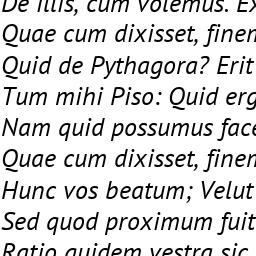 De illis, cum volemus. Ex
Quae cum dixisset, finem
Quid de Pythagora? Erit
Tum mihi Piso: Quid erg
Nam quid possumus face
Quae cum dixisset, finem
Hunc vos beatum; Velut
Sed quod proximum fuit
Ratio quidem vestra sic